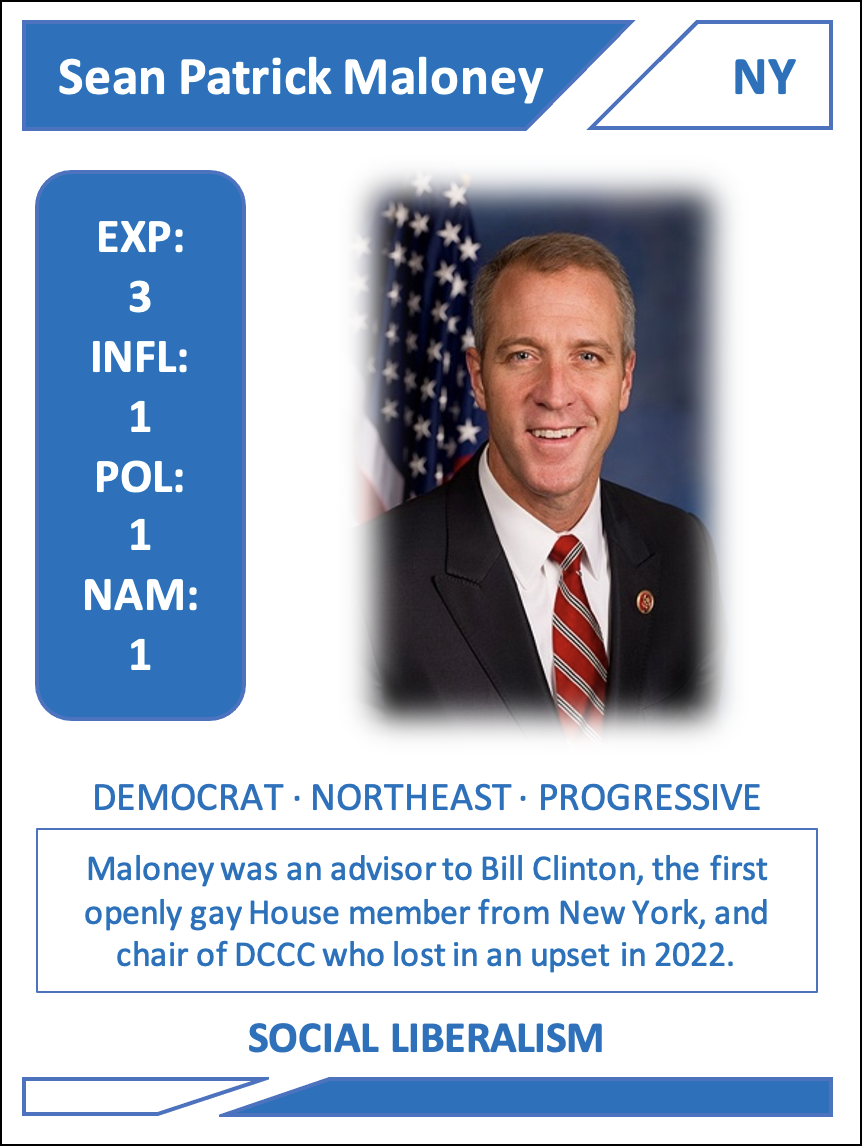 Sean Patrick Maloney
NY
EXP:
3
INFL:
1
POL:
1
NAM:
1
DEMOCRAT · NORTHEAST · PROGRESSIVE
Maloney was an advisor to Bill Clinton, the first
openly gay House member from New York, and
chair of DCCC who lost in an upset in 2022.
SOCIAL LIBERALISM